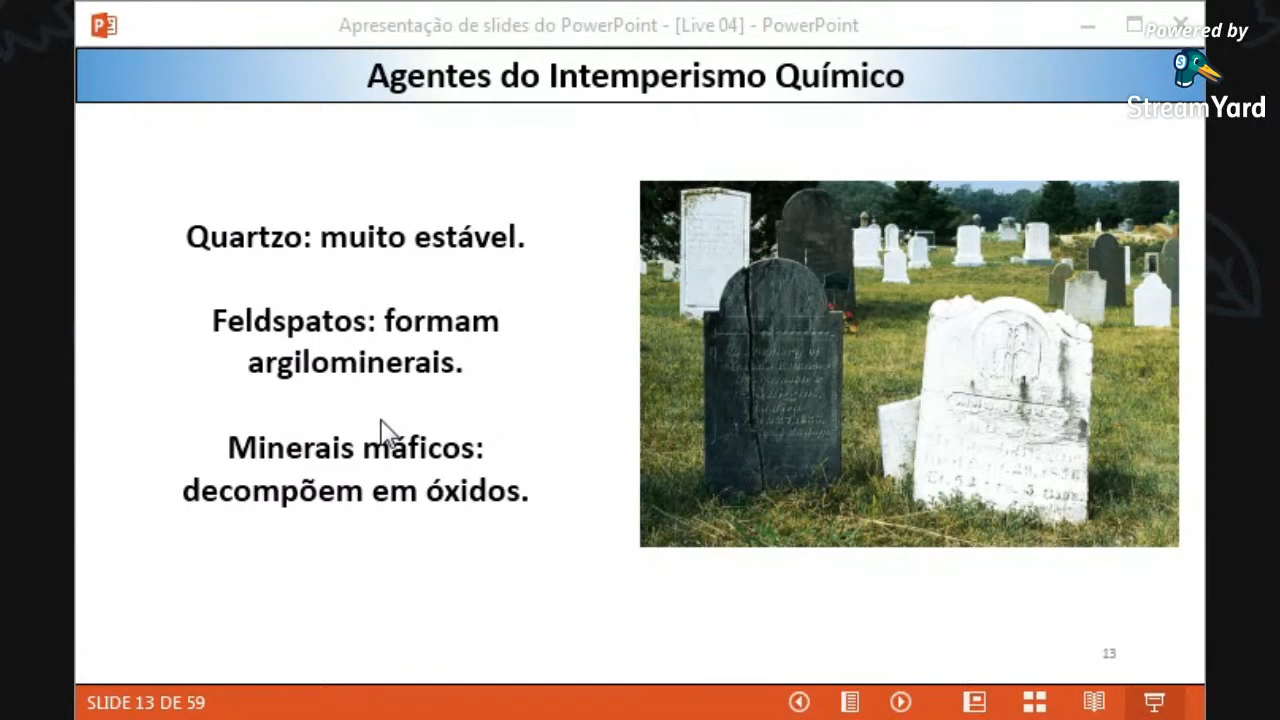 Apresentação de slides do PowerPoint - [Live 04] - PowerPoint
Powered by
StreamYard
Agentes do Intemperismo Químico
Quartzo: muito estável.
Feldspatos: formam
argilominerais.
Minerais máficos:
decompõem em óxidos.
13
SLIDE 13 DE 59